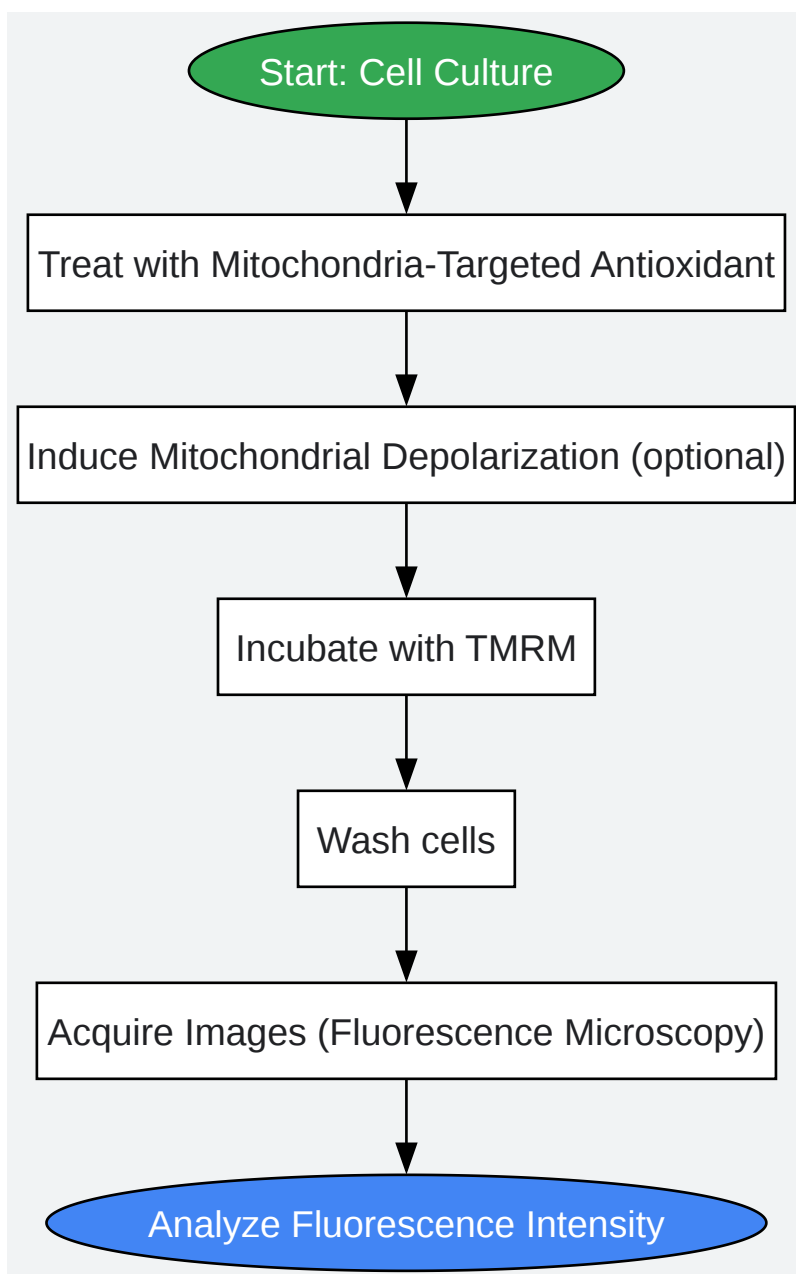 Start: Cell Culture
Treat with Mitochondria-Targeted Antioxidant
Induce Mitochondrial Depolarization (optional)
Incubate with TMRM
Wash cells
Acquire Images (Fluorescence Microscopy)
Analyze Fluorescence Intensity